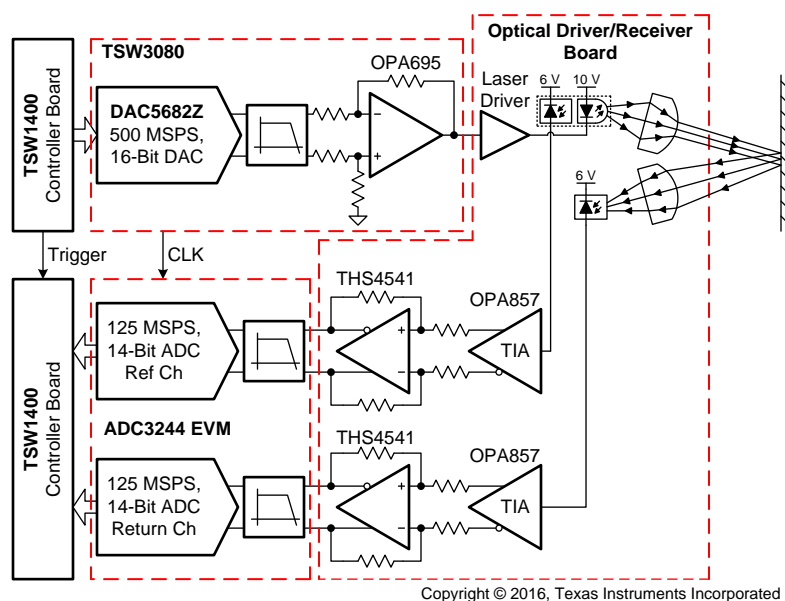 TSW3080
Optical Driver/Receiver
Board
OPA695
Laser
Driver
6 V
10 V
TSW1400
Controller Board
DAC5682Z
500 MSPS,
16-Bit DAC
−
+
6 V
Trigger
CLK
TSW1400
Controller Board
125 MSPS,
14-Bit ADC
Ref Ch
THS4541
+
−
OPA857
TIA
ADC3244 EVM
125 MSPS,
14-Bit ADC
Return Ch
THS4541
+
−
OPA857
TIA
Copyright © 2016, Texas Instruments Incorporated